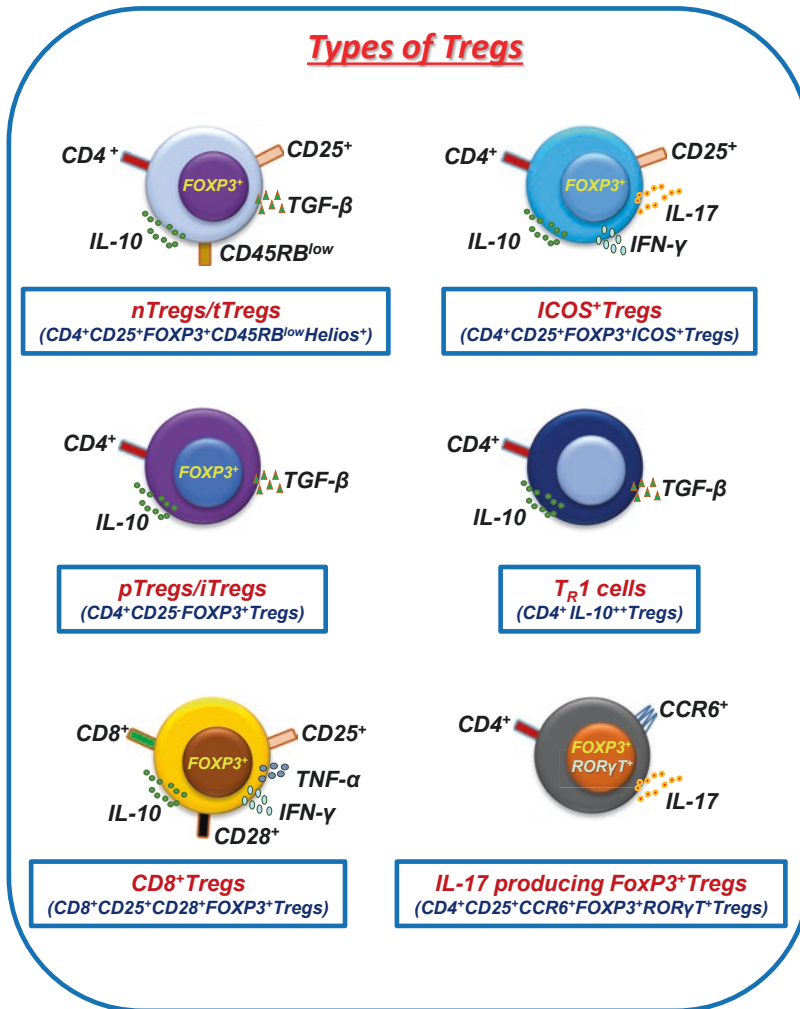 Types of Tregs
CD4⁺
CD25⁺
FOXP3⁺
TGF-β
IL-10
CD45RBˡᵒʷ
nTregs/tTregs
(CD4⁺CD25⁺FOXP3⁺CD45RBˡᵒʷHelios⁺)
CD4⁺
CD25⁺
FOXP3⁺
IL-17
IL-10
IFN-γ
ICOS⁺Tregs
(CD4⁺CD25⁺FOXP3⁺ICOS⁺Tregs)
CD4⁺
FOXP3⁺
TGF-β
IL-10
pTregs/iTregs
(CD4⁺CD25⁻FOXP3⁺Tregs)
CD4⁺
TGF-β
IL-10
T_R1 cells
(CD4⁺ IL-10⁺⁺Tregs)
CD8⁺
CD25⁺
FOXP3⁺
TNF-α
IL-10
IFN-γ
CD28⁺
CD8⁺Tregs
(CD8⁺CD25⁺CD28⁺FOXP3⁺Tregs)
CCR6⁺
CD4⁺
FOXP3⁺
RORγT⁺
IL-17
IL-17 producing FoxP3⁺Tregs
(CD4⁺CD25⁺CCR6⁺FOXP3⁺RORγT⁺Tregs)